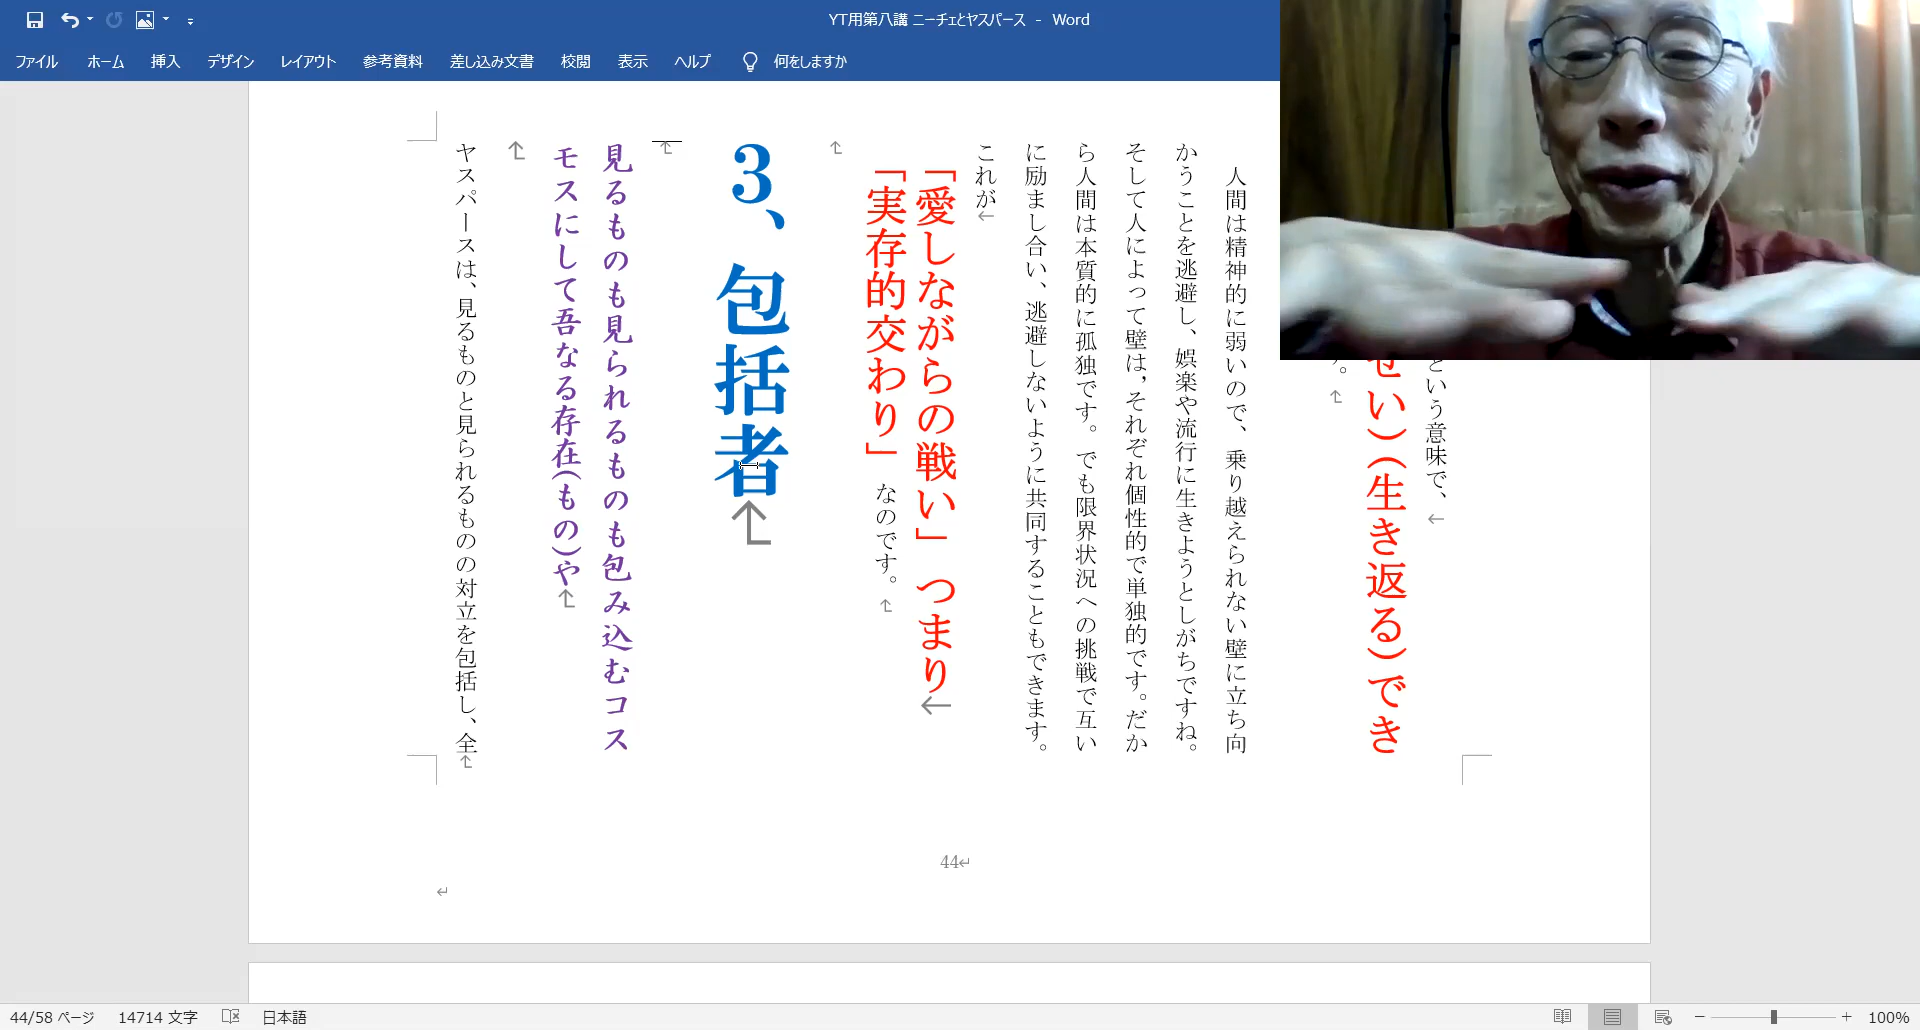 YT用第八講 ニーチェとヤスパース - Word
ファイル ホーム 挿入 デザイン レイアウト 参考資料 差し込み文書 校閲 表示 ヘルプ 何をしますか
という意味で、
せい）（生き返る）でき
す。
人間は精神的に弱いので、乗り越えられない壁に立ち向
かうことを逃避し、娯楽や流行に生きようとしがちですね。
そして人によって壁は、それぞれ個性的で単独的です。だか
ら人間は本質的に孤独です。でも限界状況への挑戦で互い
に励まし合い、逃避しないように共同することもできます。
これが
「愛しながらの戦い」つまり
「実存的交わり」なのです。
3、包括者
見るものも見られるものも包み込むコス
モスにして吾なる存在(もの)や
ヤスパースは、見るものと見られるものの対立を包括し、全
44
44/58 ページ 14714 文字 日本語 100%